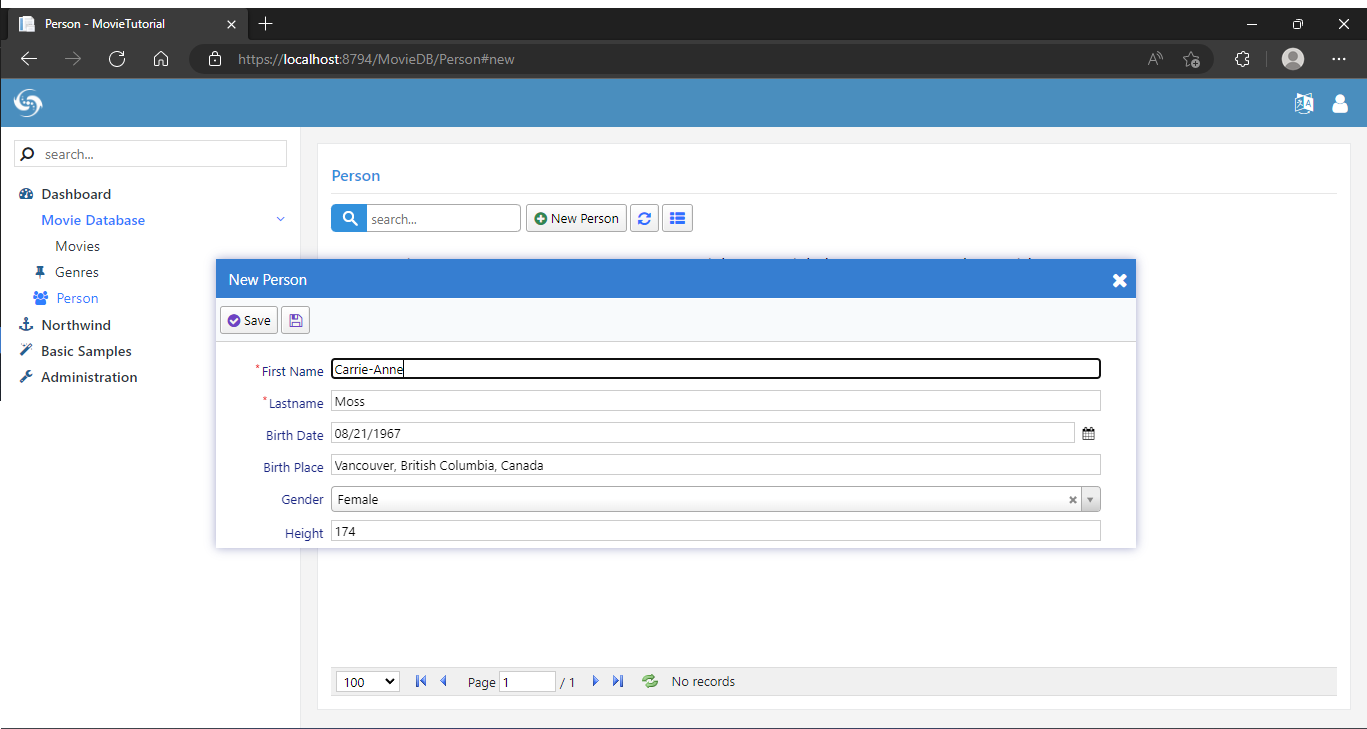 Person - MovieTutorial
https://localhost:8794/MovieDB/Person#new
search...
Dashboard
Movie Database
Movies
Genres
Person
Northwind
Basic Samples
Administration
Person
search...
New Person
New Person
Save
*First Name
Carrie-Anne
*Lastname
Moss
Birth Date
08/21/1967
Birth Place
Vancouver, British Columbia, Canada
Gender
Female
Height
174
100
Page 1 / 1
No records